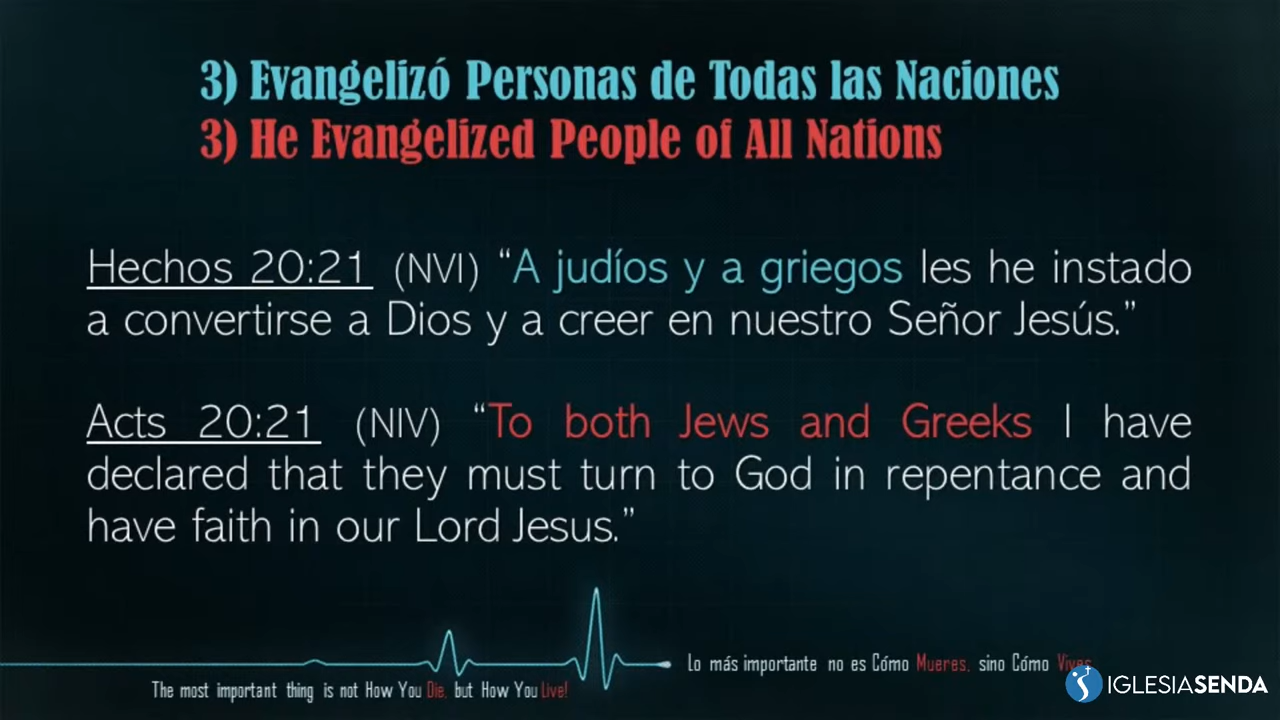 3) Evangelizó Personas de Todas las Naciones
3) He Evangelized People of All Nations
Hechos 20:21 (NVI) “A judíos y a griegos les he instado
a convertirse a Dios y a creer en nuestro Señor Jesús.”
Acts 20:21 (NIV) “To both Jews and Greeks I have
declared that they must turn to God in repentance and
have faith in our Lord Jesus.”
Lo más importante no es Cómo Mueres, sino Cómo Vives
The most important thing is not How You Die, but How You Live!
IGLESIASENDA